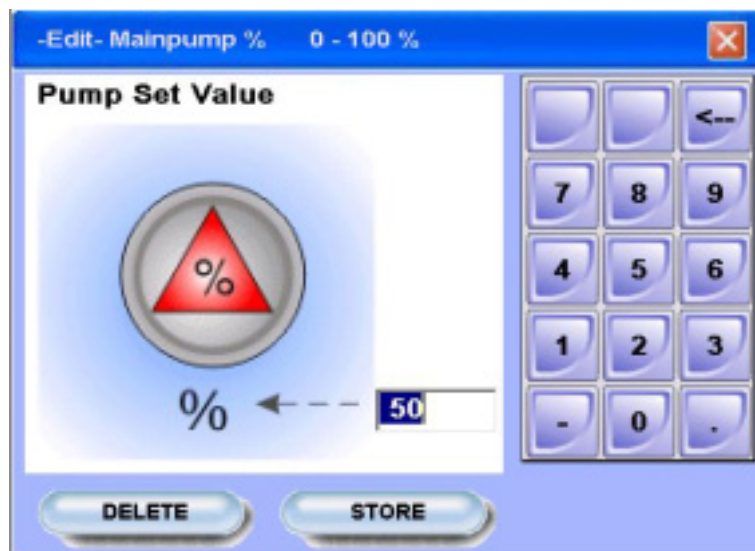 -Edit- Mainpump % 0 - 100 %
Pump Set Value
%
% <-- 50
<--
7 8 9
4 5 6
1 2 3
- 0 .
DELETE STORE